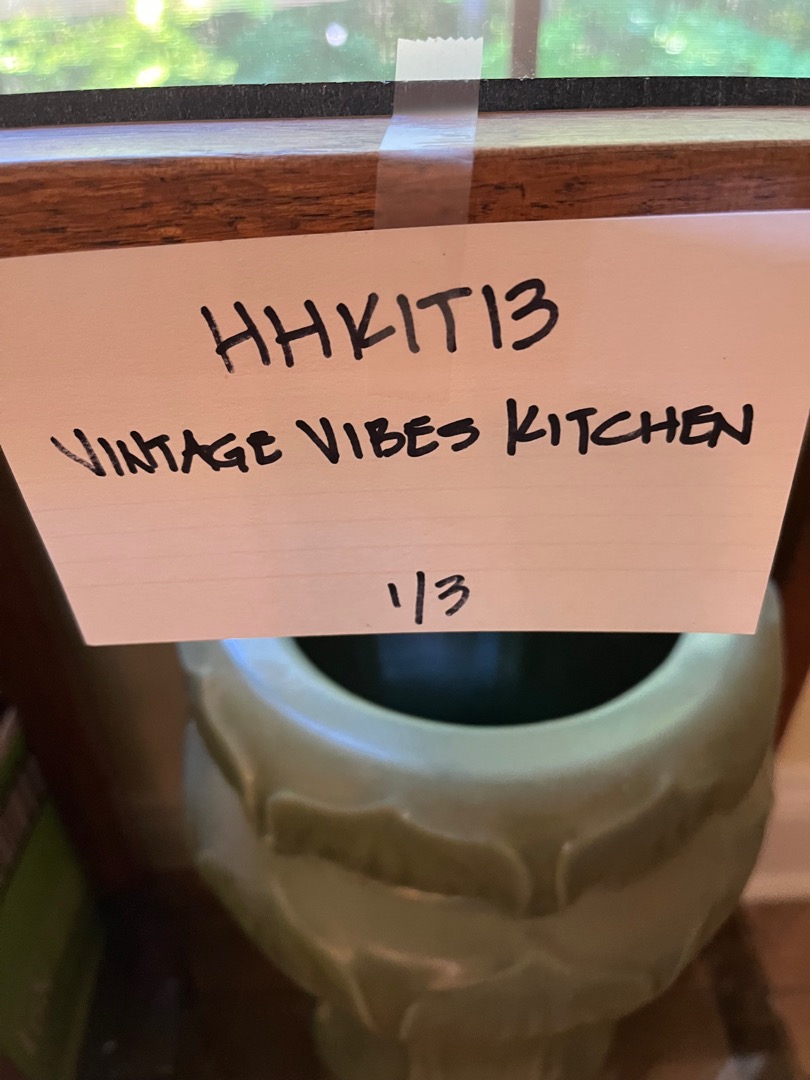 HHKIT13
VINTAGE VIBES KITCHEN
1/3